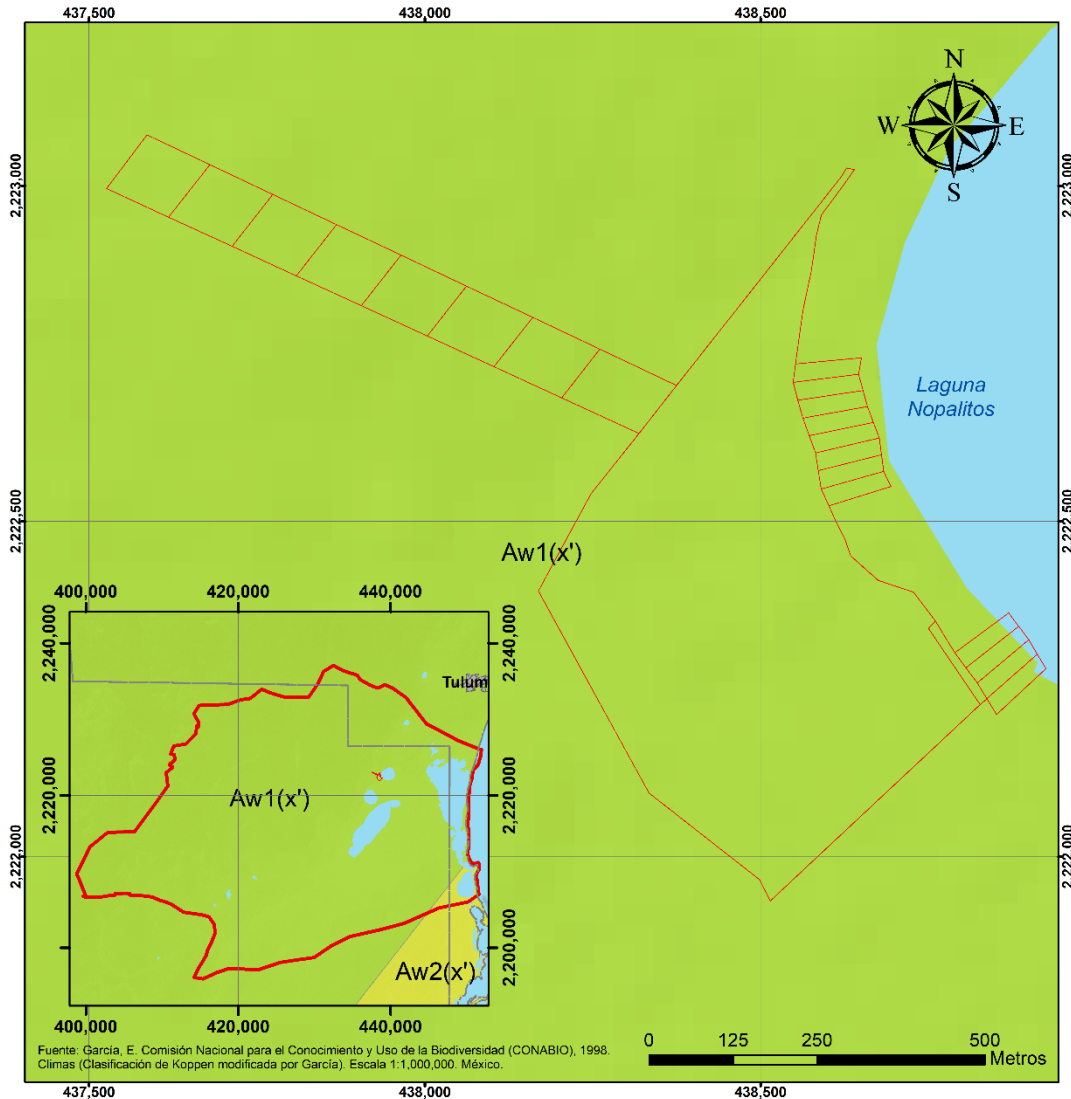 437,500 438,000 438,500
N
W E
S
2,223,000 2,223,000
Laguna
Nopalitos
2,222,500 2,222,500
Aw1(x')
400,000 420,000 440,000
2,240,000 2,240,000
Tulum
Aw1(x')
2,220,000 2,220,000
2,222,000 2,222,000
2,200,000
Aw2(x')
400,000 420,000 440,000
Fuente: García, E. Comisión Nacional para el Conocimiento y Uso de la Biodiversidad (CONABIO), 1998.
Climas (Clasificación de Koppen modificada por García). Escala 1:1,000,000. México.
0 125 250 500
Metros
437,500 438,000 438,500